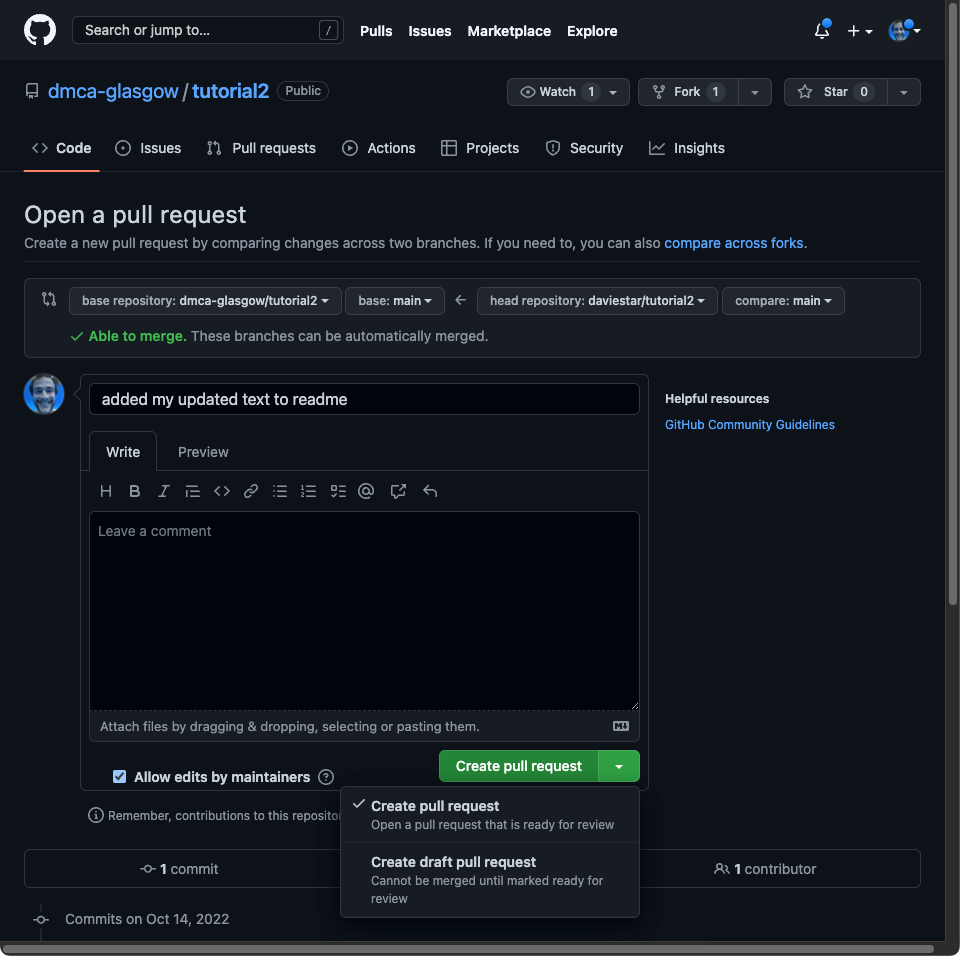 Search or jump to... /
Pulls Issues Marketplace Explore
dmca-glasgow / tutorial2 Public
Watch 1 Fork 1 Star 0
Code Issues Pull requests Actions Projects Security Insights
Open a pull request
Create a new pull request by comparing changes across two branches. If you need to, you can also compare across forks.
base repository: dmca-glasgow/tutorial2 base: main ← head repository: daviestar/tutorial2 compare: main
Able to merge. These branches can be automatically merged.
added my updated text to readme
Write Preview
Leave a comment
Attach files by dragging & dropping, selecting or pasting them.
Allow edits by maintainers ?
Create pull request
Helpful resources
GitHub Community Guidelines
Remember, contributions to this reposito
Create pull request
Open a pull request that is ready for review
Create draft pull request
Cannot be merged until marked ready for
review
1 commit
1 contributor
Commits on Oct 14, 2022